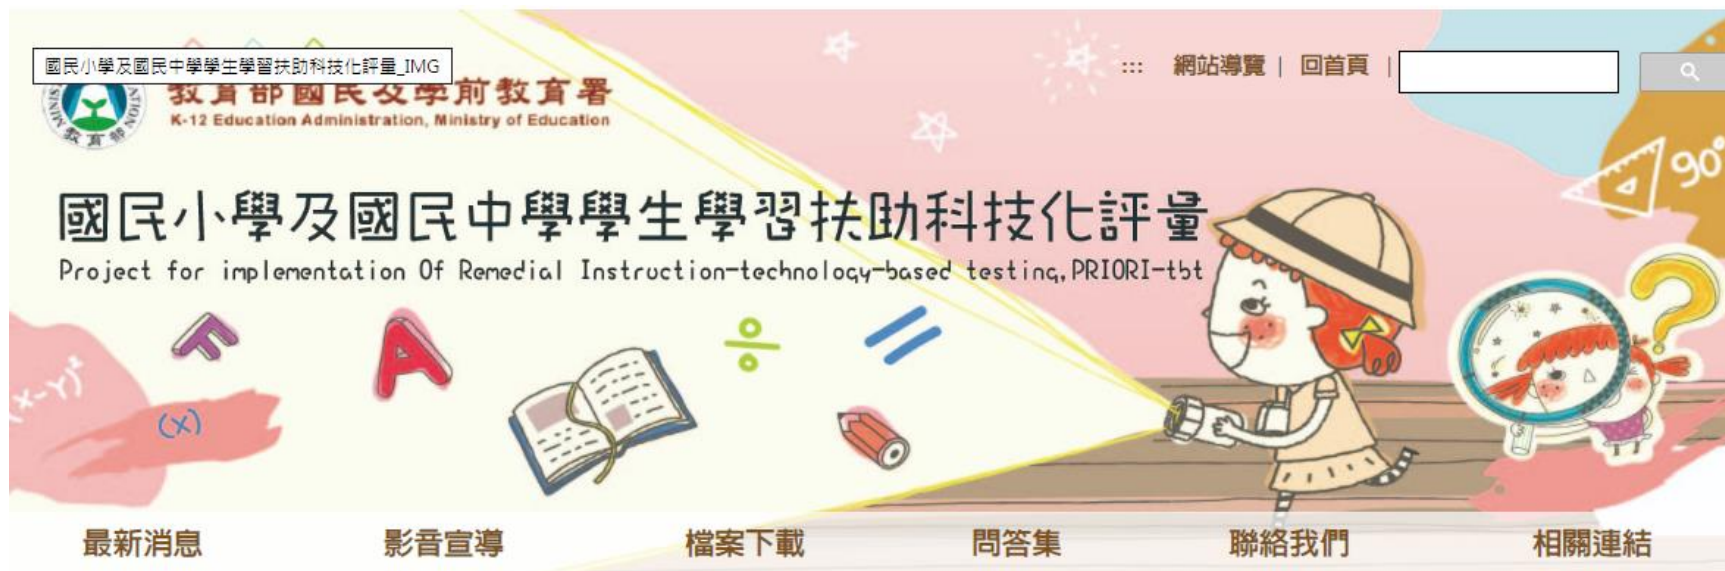 國民小學及國民中學學生學習扶助科技化評量_IMG
::: 網站導覽 | 回首頁 |
教育部國民及學前教育署
K-12 Education Administration, Ministry of Education
教育部
90°
國民小學及國民中學學生學習扶助科技化評量
Project for implementation Of Remedial Instruction-technology-based testing,PRIORI-tbt
F
A
÷
=
?
(x-y)²
(x)
最新消息
影音宣導
檔案下載
問答集
聯絡我們
相關連結